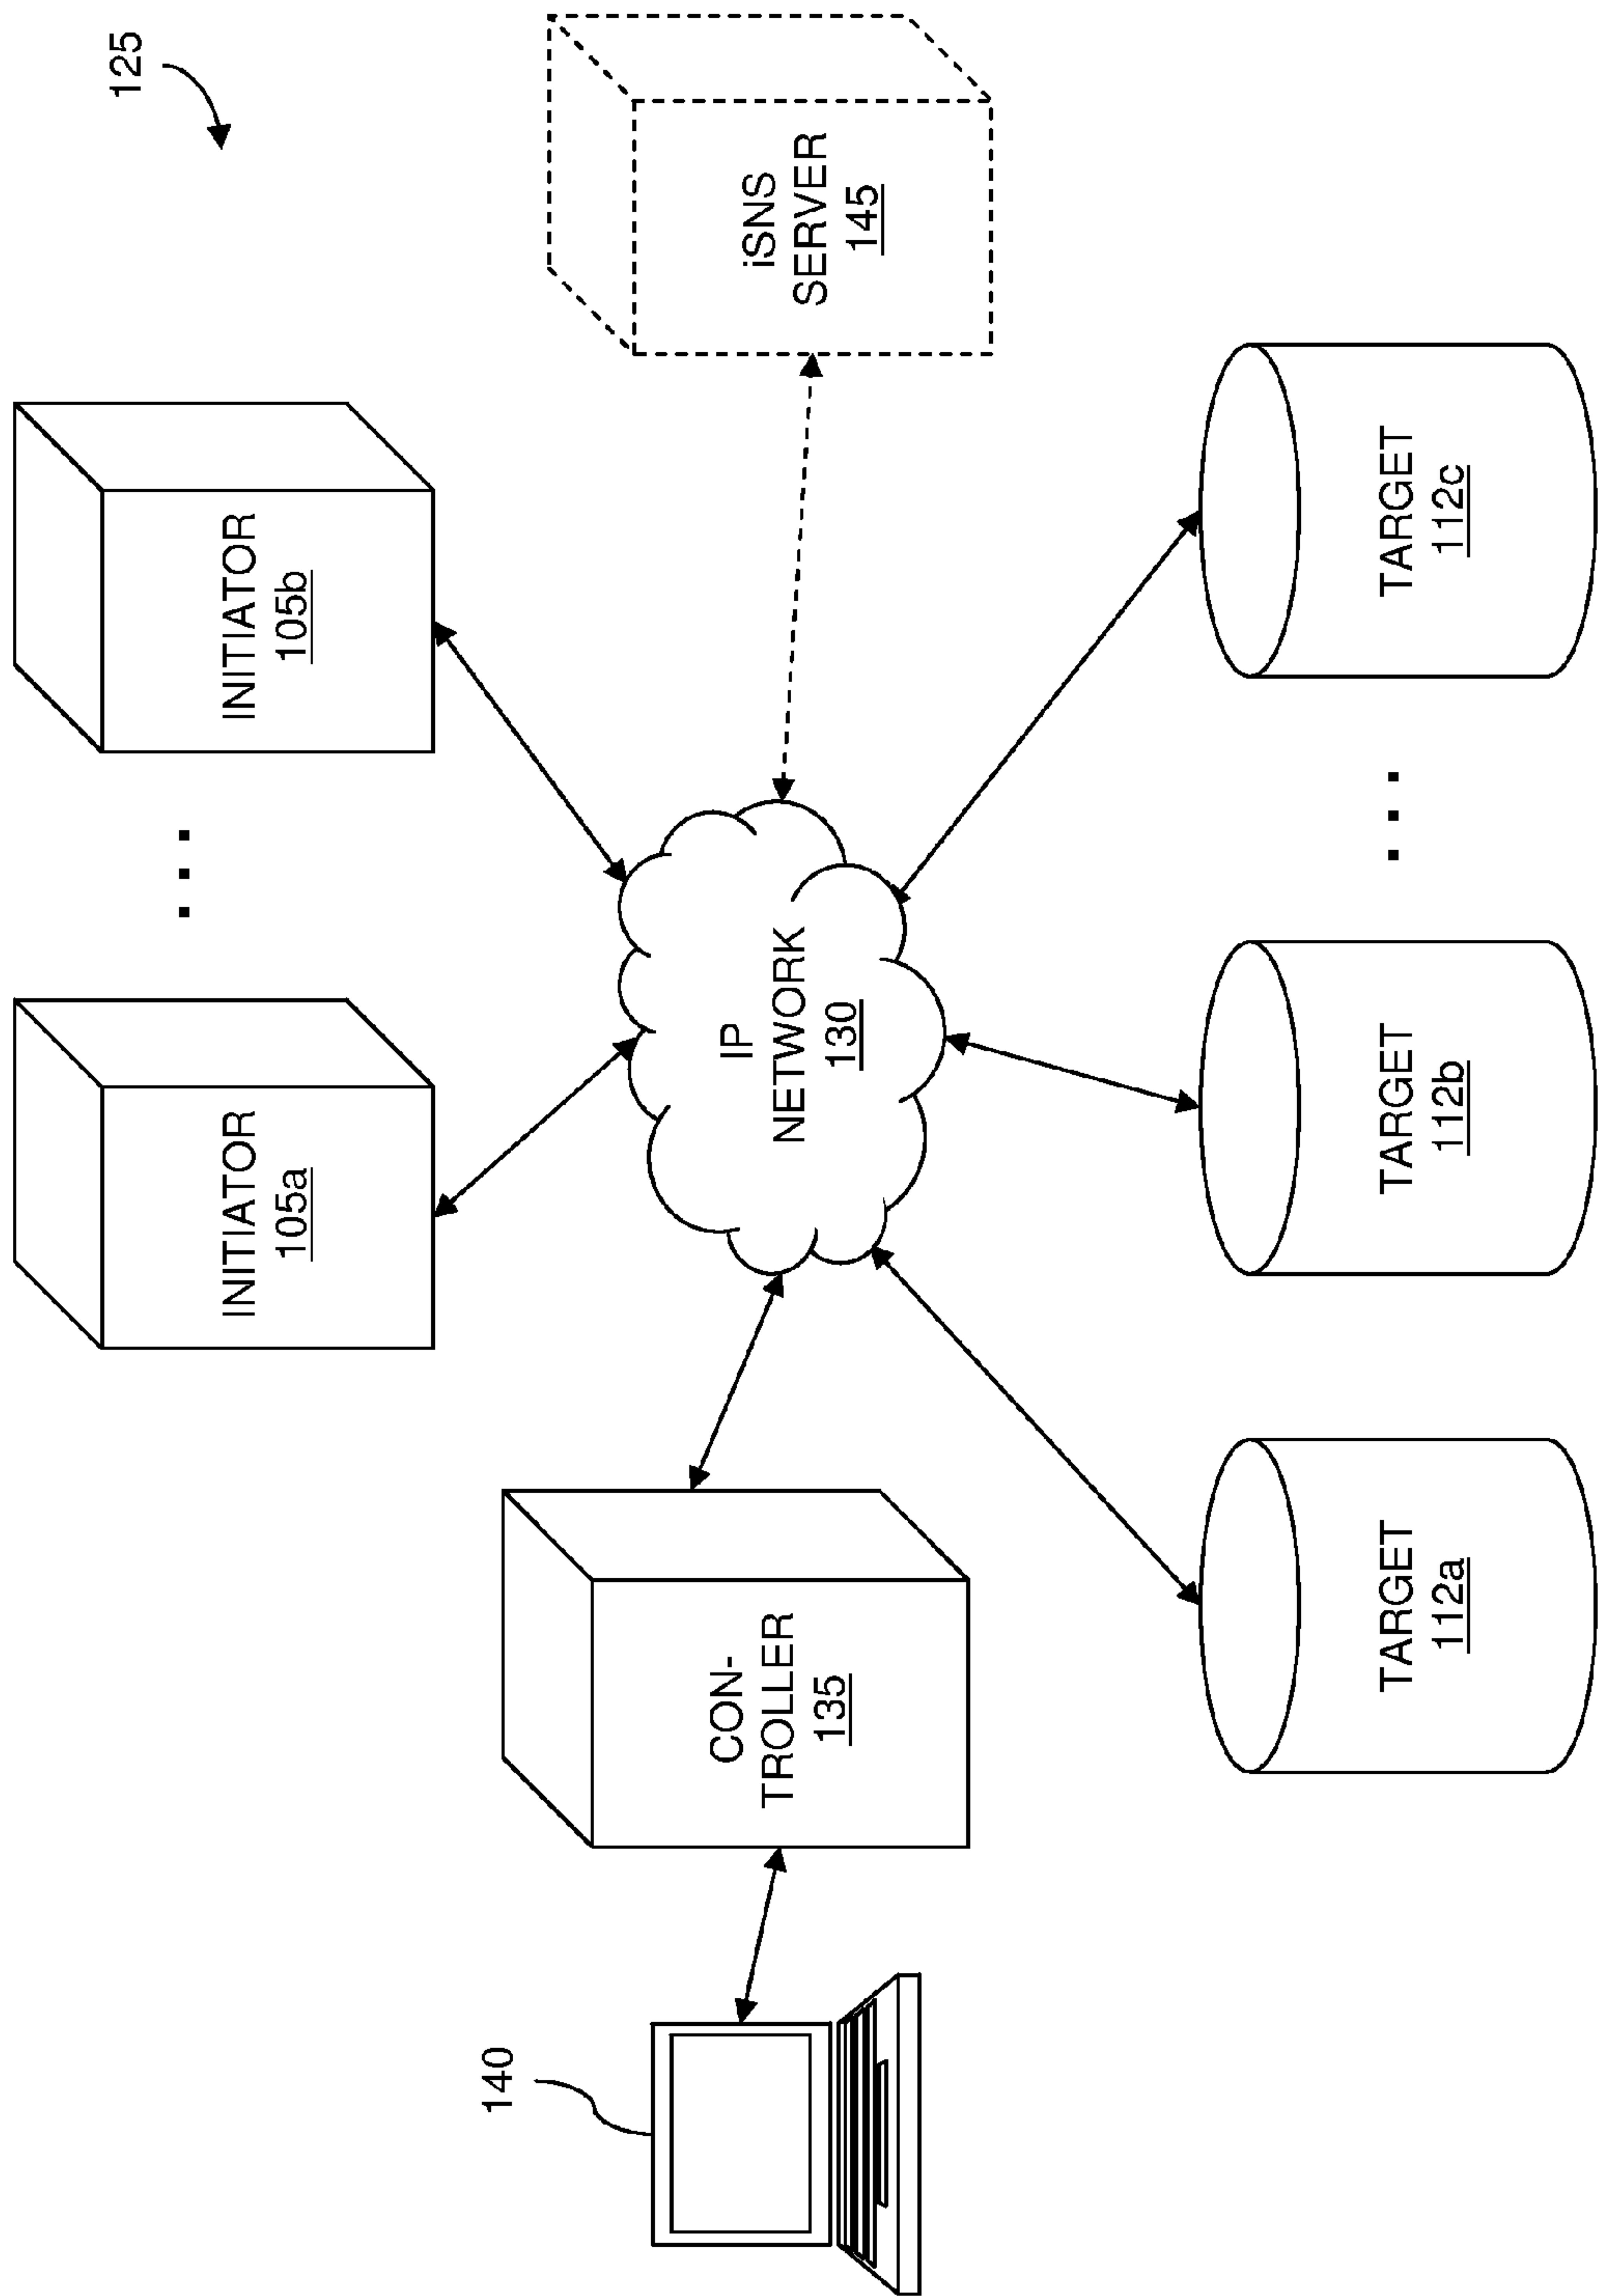 125
INITIATOR
105a
. . .
INITIATOR
105b
140
CON-
TROLLER
135
IP
NETWORK
130
iSNS
SERVER
145
TARGET
112a
TARGET
112b
. . .
TARGET
112c